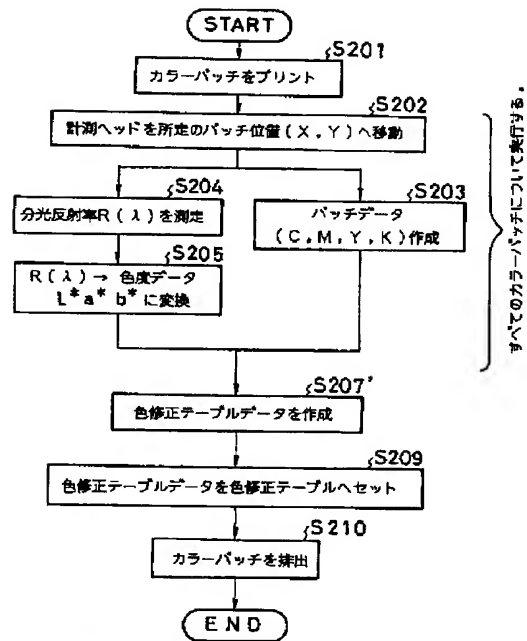 START
S201
カラーパッチをプリント
S202
計測ヘッドを所定のパッチ位置(X,Y)へ移動
S204
分光反射率R(λ)を測定
S203
パッチデータ
(C,M,Y,K)作成
S205
R(λ)→ 色度データ
L* a* b* に変換
すべてのカラーパッチについて実行する。
S207'
色修正テーブルデータを作成
S209
色修正テーブルデータを色修正テーブルへセット
S210
カラーパッチを排出
END